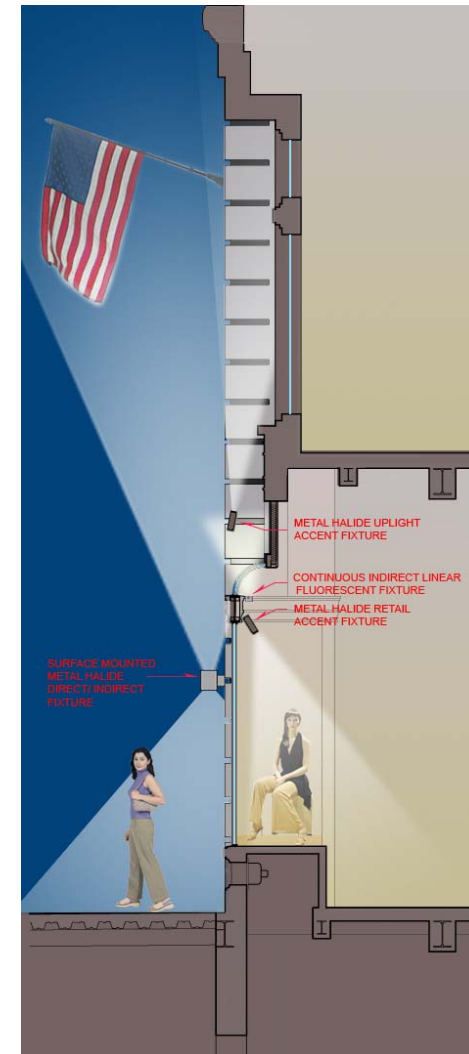 METAL HALIDE UPLIGHT
ACCENT FIXTURE
CONTINUOUS INDIRECT LINEAR
FLUORESCENT FIXTURE
METAL HALIDE RETAIL
ACCENT FIXTURE
SURFACE MOUNTED
METAL HALIDE
DIRECT/ INDIRECT
FIXTURE